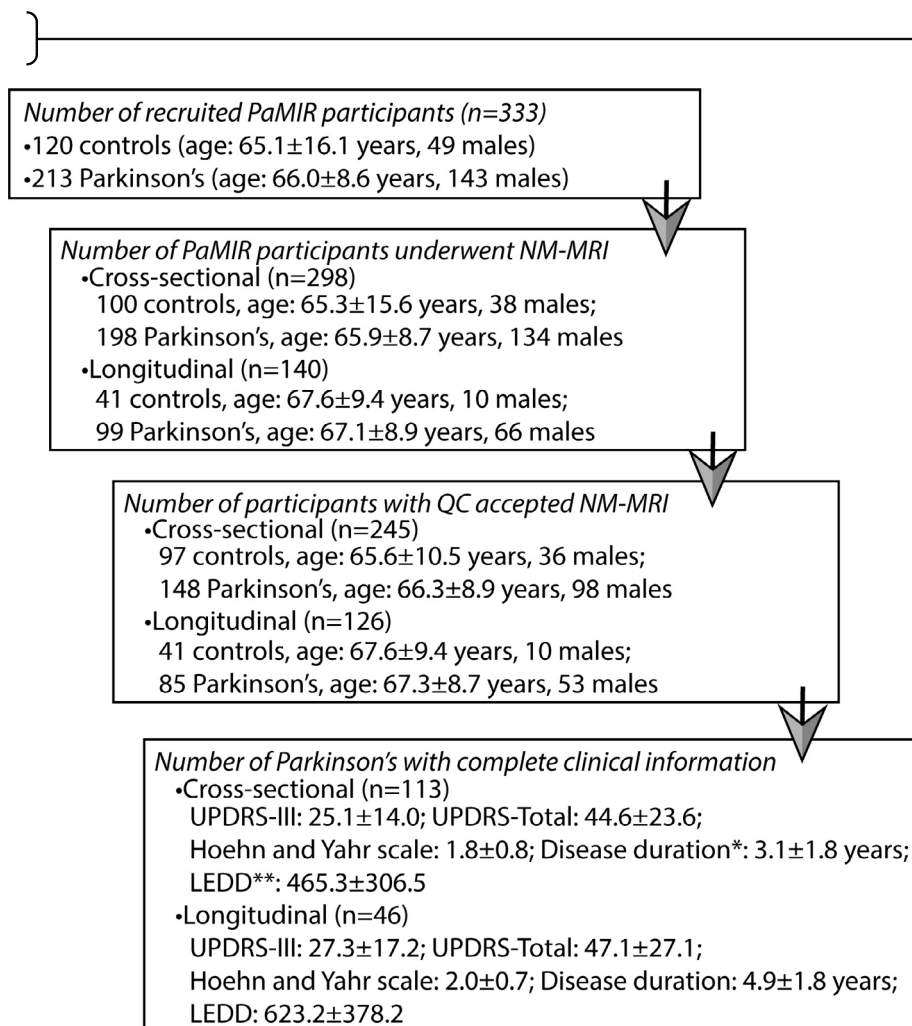 Number of recruited PaMIR participants (n=333)
•120 controls (age: 65.1±16.1 years, 49 males)
•213 Parkinson's (age: 66.0±8.6 years, 143 males)
Number of PaMIR participants underwent NM-MRI
•Cross-sectional (n=298)
100 controls, age: 65.3±15.6 years, 38 males;
198 Parkinson's, age: 65.9±8.7 years, 134 males
•Longitudinal (n=140)
41 controls, age: 67.6±9.4 years, 10 males;
99 Parkinson's, age: 67.1±8.9 years, 66 males
Number of participants with QC accepted NM-MRI
•Cross-sectional (n=245)
97 controls, age: 65.6±10.5 years, 36 males;
148 Parkinson's, age: 66.3±8.9 years, 98 males
•Longitudinal (n=126)
41 controls, age: 67.6±9.4 years, 10 males;
85 Parkinson's, age: 67.3±8.7 years, 53 males
Number of Parkinson's with complete clinical information
•Cross-sectional (n=113)
UPDRS-III: 25.1±14.0; UPDRS-Total: 44.6±23.6;
Hoehn and Yahr scale: 1.8±0.8; Disease duration*: 3.1±1.8 years;
LEDD**: 465.3±306.5
•Longitudinal (n=46)
UPDRS-III: 27.3±17.2; UPDRS-Total: 47.1±27.1;
Hoehn and Yahr scale: 2.0±0.7; Disease duration: 4.9±1.8 years;
LEDD: 623.2±378.2